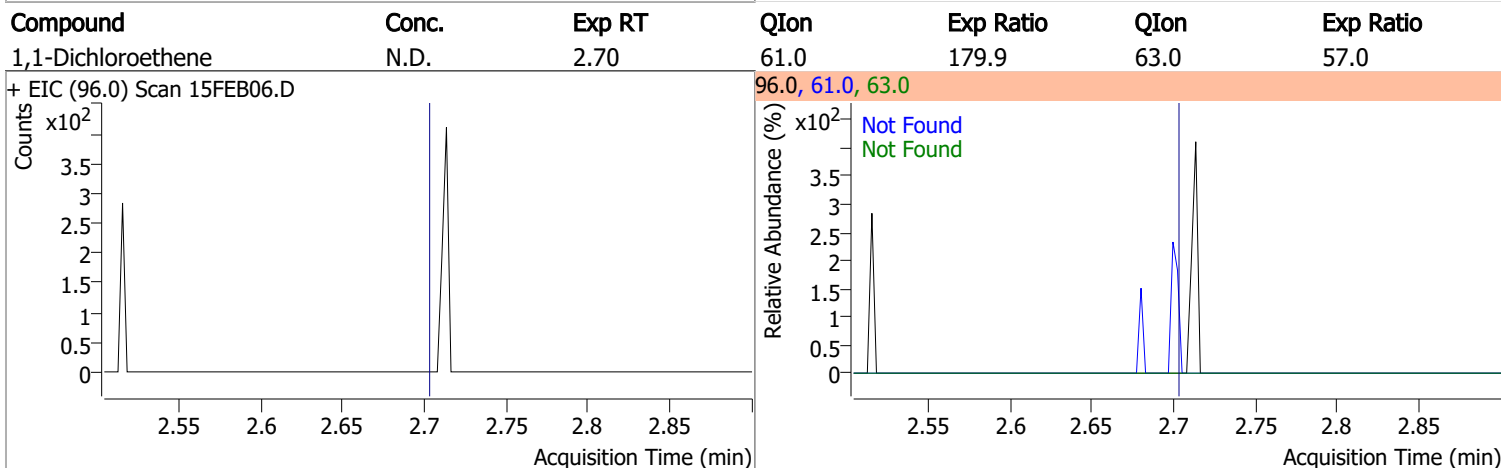 Compound Conc. Exp RT QIon Exp Ratio QIon Exp Ratio
1,1-Dichloroethene N.D. 2.70 61.0 179.9 63.0 57.0
+ EIC (96.0) Scan 15FEB06.D
Counts
x10²
3.5
3
2.5
2
1.5
1
0.5
0
2.55 2.6 2.65 2.7 2.75 2.8 2.85
Acquisition Time (min)
96.0, 61.0, 63.0
Relative Abundance (%)
x10²
Not Found
Not Found
3.5
3
2.5
2
1.5
1
0.5
0
2.55 2.6 2.65 2.7 2.75 2.8 2.85
Acquisition Time (min)